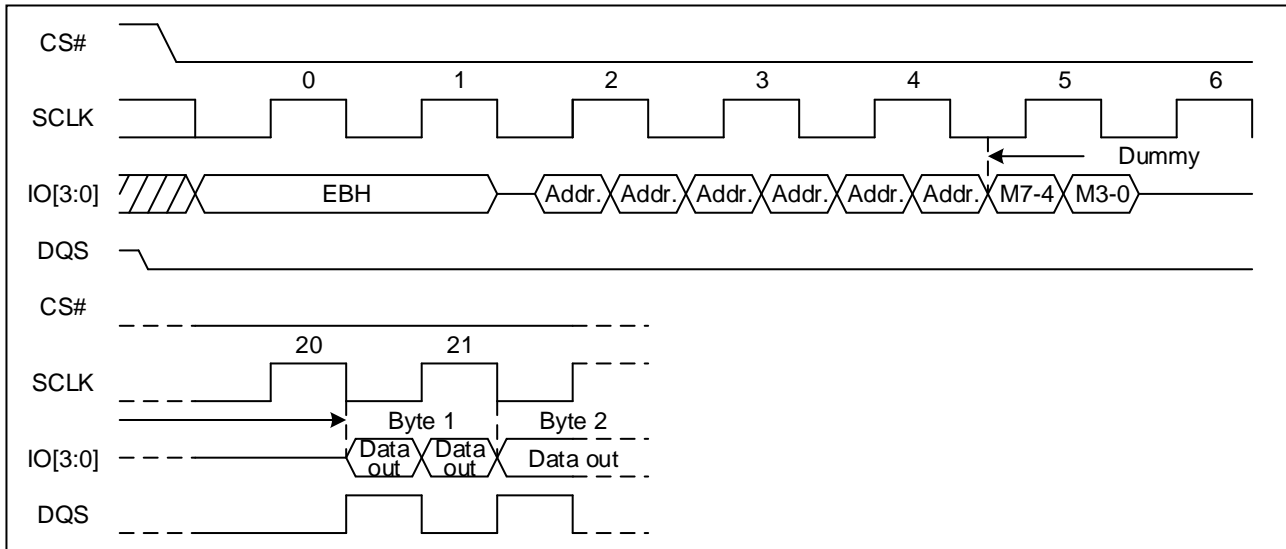 CS#
0 1 2 3 4 5 6
SCLK
Dummy
IO[3:0] EBH Addr. Addr. Addr. Addr. Addr. Addr. M7-4 M3-0
DQS
CS#
20 21
SCLK
Byte 1 Byte 2
IO[3:0] Data out Data out Data out
DQS